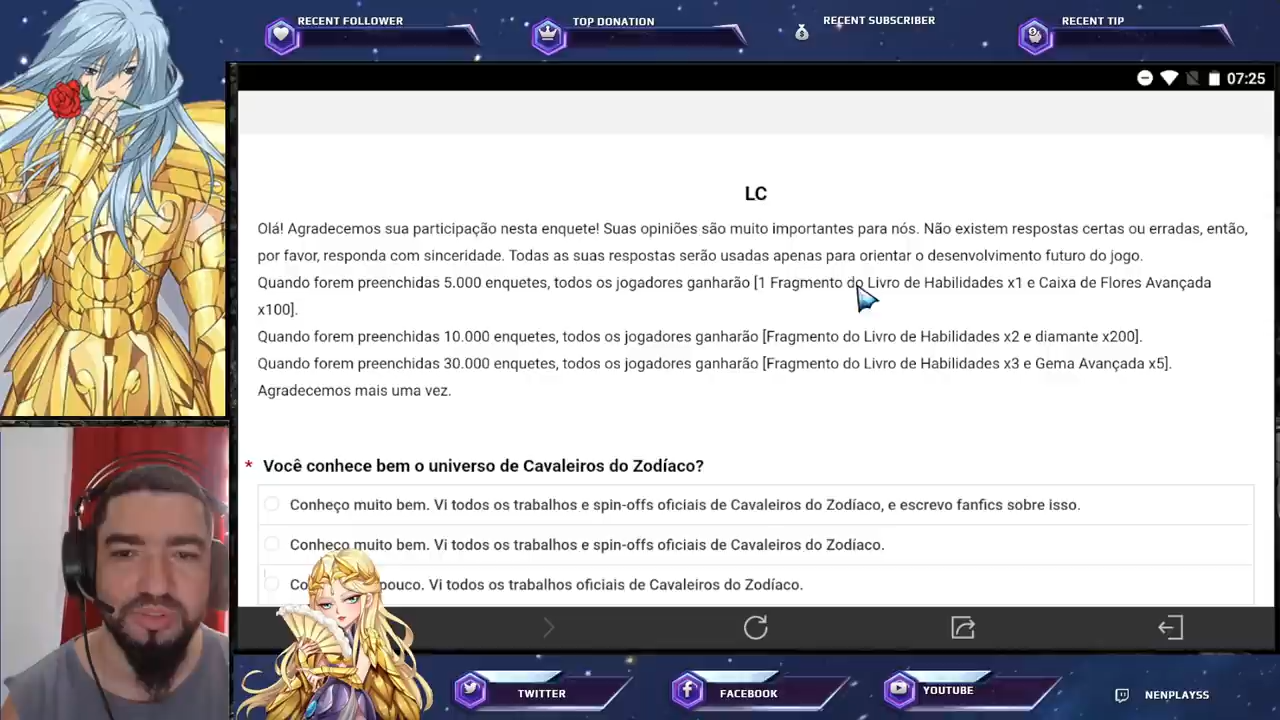 RECENT FOLLOWER
TOP DONATION
RECENT SUBSCRIBER
RECENT TIP
07:25
LC
Olá! Agradecemos sua participação nesta enquete! Suas opiniões são muito importantes para nós. Não existem respostas certas ou erradas, então,
por favor, responda com sinceridade. Todas as suas respostas serão usadas apenas para orientar o desenvolvimento futuro do jogo.
Quando forem preenchidas 5.000 enquetes, todos os jogadores ganharão [1 Fragmento do Livro de Habilidades x1 e Caixa de Flores Avançada
x100].
Quando forem preenchidas 10.000 enquetes, todos os jogadores ganharão [Fragmento do Livro de Habilidades x2 e diamante x200].
Quando forem preenchidas 30.000 enquetes, todos os jogadores ganharão [Fragmento do Livro de Habilidades x3 e Gema Avançada x5].
Agradecemos mais uma vez.
* Você conhece bem o universo de Cavaleiros do Zodíaco?
Conheço muito bem. Vi todos os trabalhos e spin-offs oficiais de Cavaleiros do Zodíaco, e escrevo fanfics sobre isso.
Conheço muito bem. Vi todos os trabalhos e spin-offs oficiais de Cavaleiros do Zodíaco.
pouco. Vi todos os trabalhos oficiais de Cavaleiros do Zodíaco.
TWITTER
FACEBOOK
YOUTUBE
NENPLAYSS